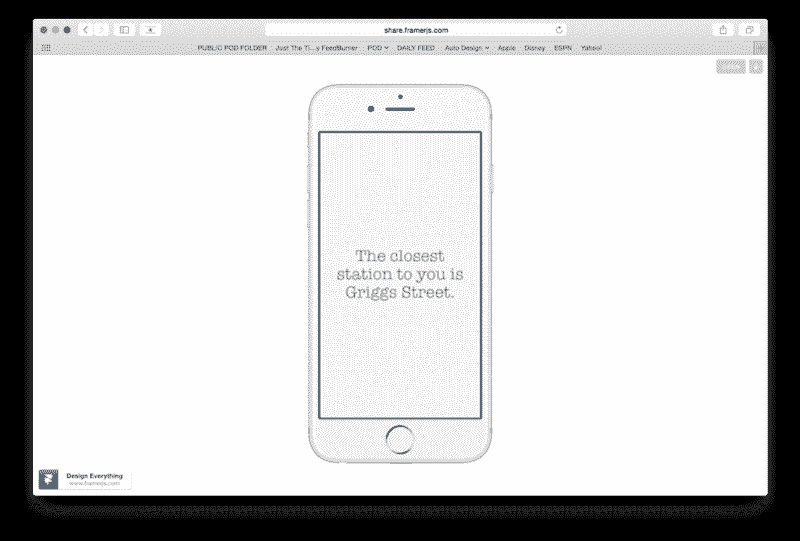 share.framerjs.com
PUBLIC POD FOLDER Just The Ti...y FeedBurner POD DAILY FEED Auto Design Apple Disney ESPN Yahoo!
The closest
station to you is
Griggs Street.
Design Everything
www.framerjs.com